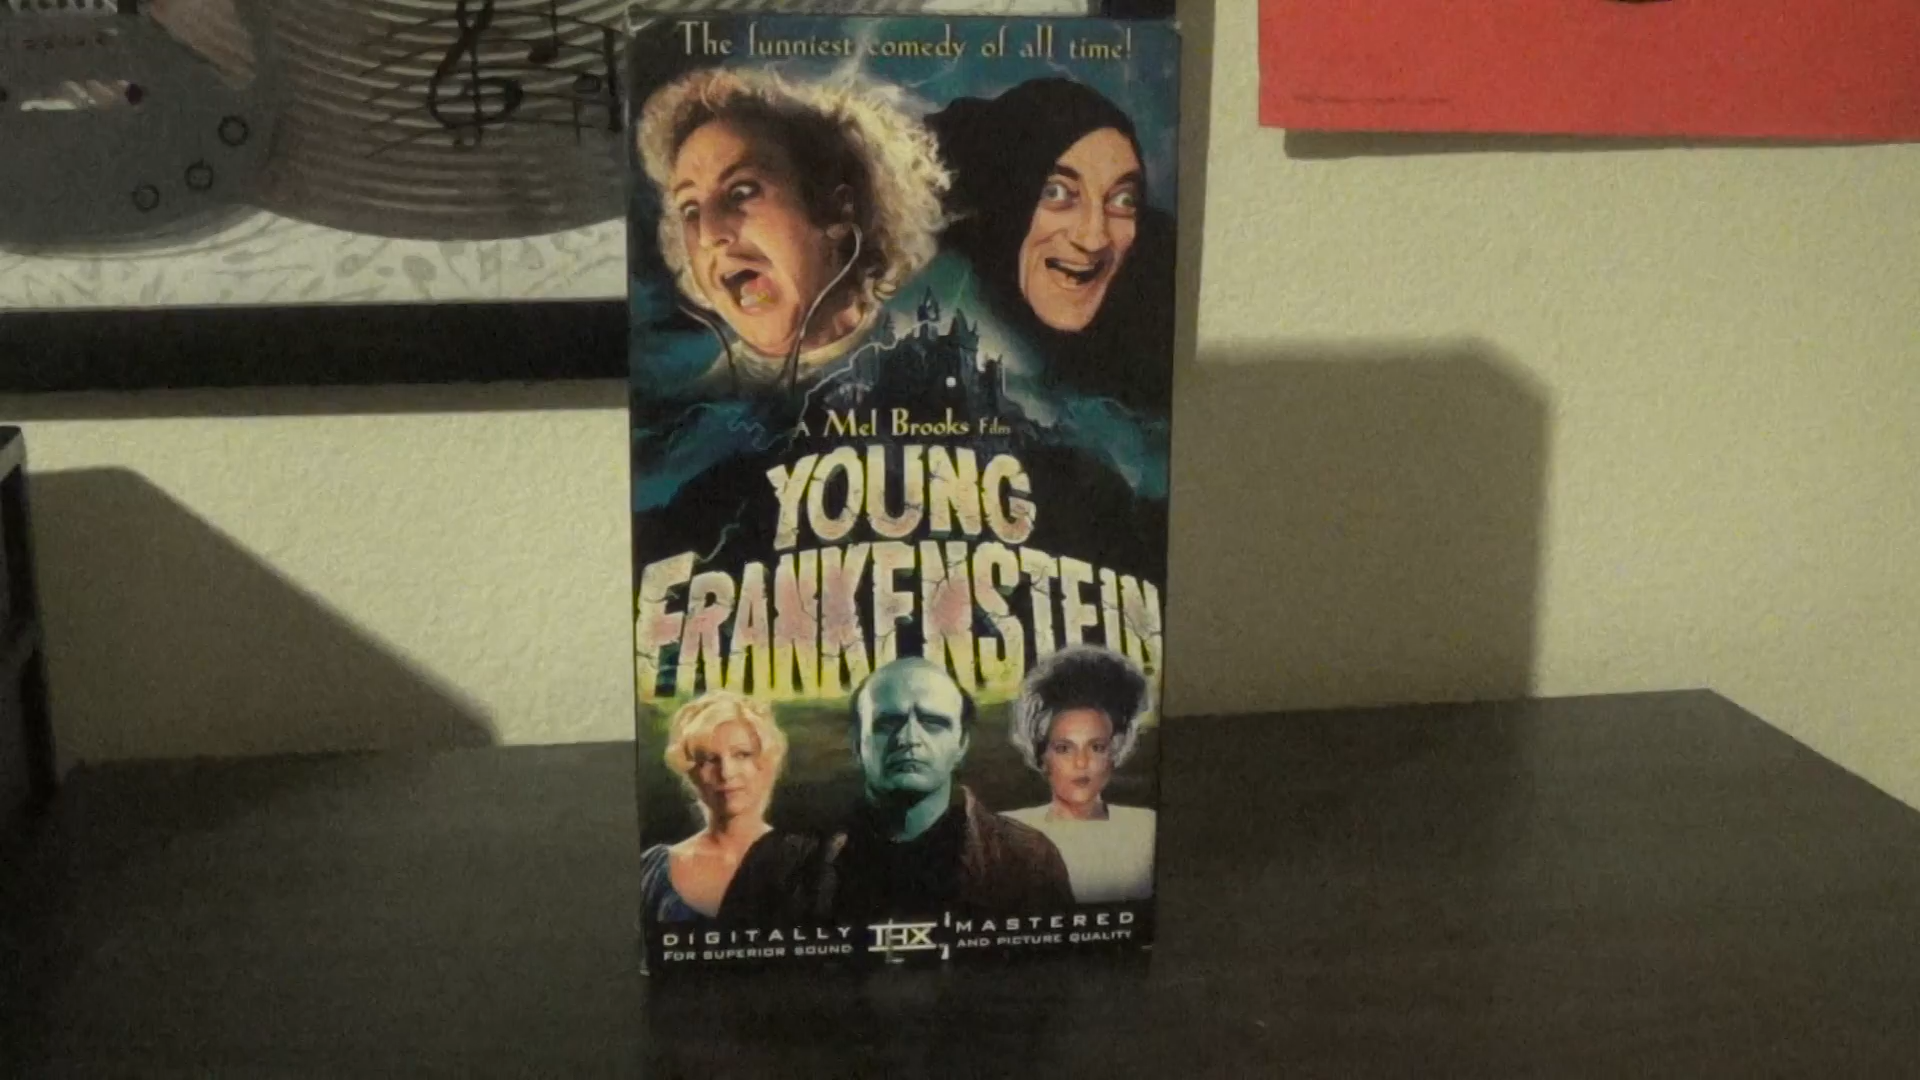 The funniest comedy of all time!
A Mel Brooks Film
YOUNG
FRANKENSTEIN
DIGITALLY THX MASTERED
FOR SUPERIOR SOUND AND PICTURE QUALITY